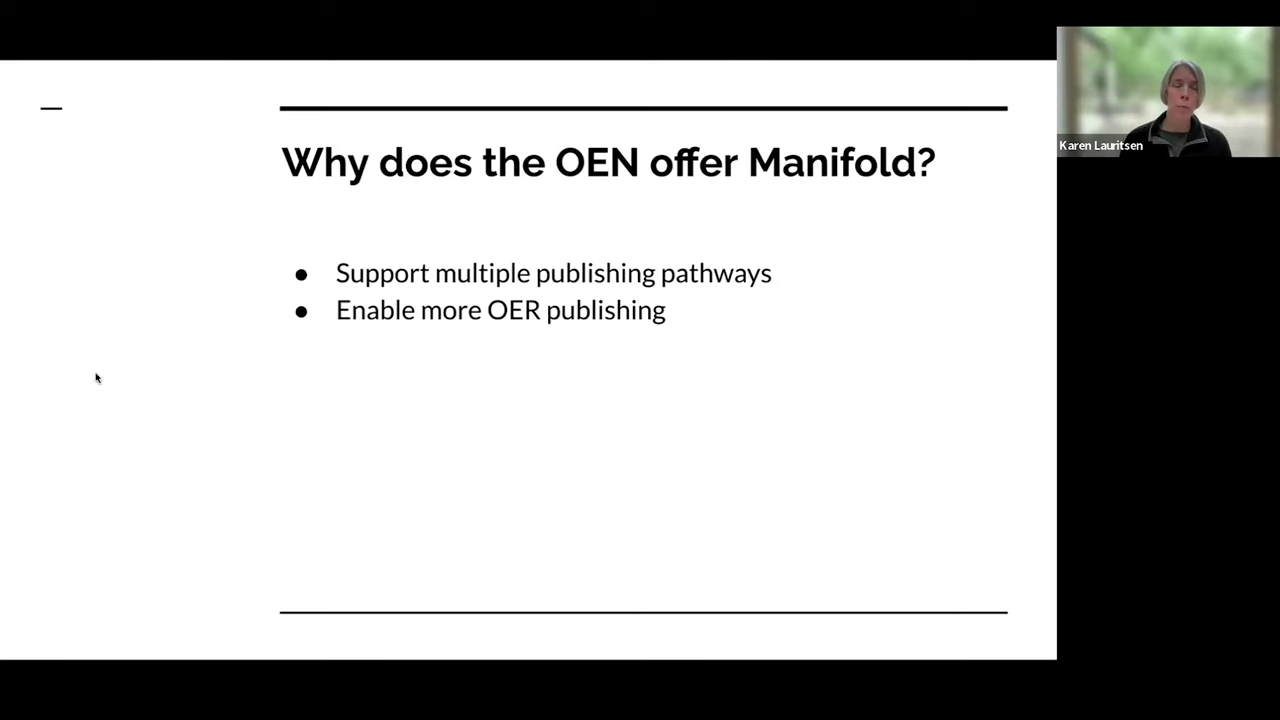 Why does the OEN offer Manifold?
● Support multiple publishing pathways
● Enable more OER publishing
Karen Lauritsen